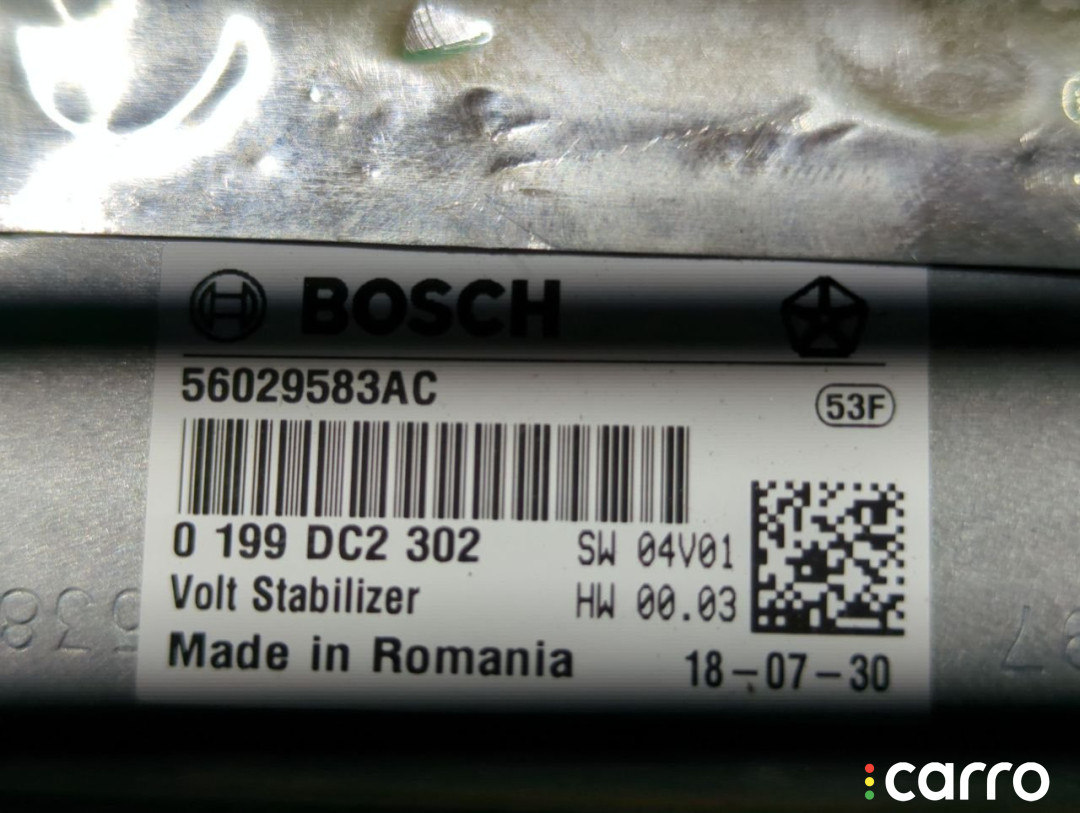 BOSCH
56029583AC
53F
0 199 DC2 302
SW 04V01
Volt Stabilizer
HW 00.03
Made in Romania
18-07-30
carro